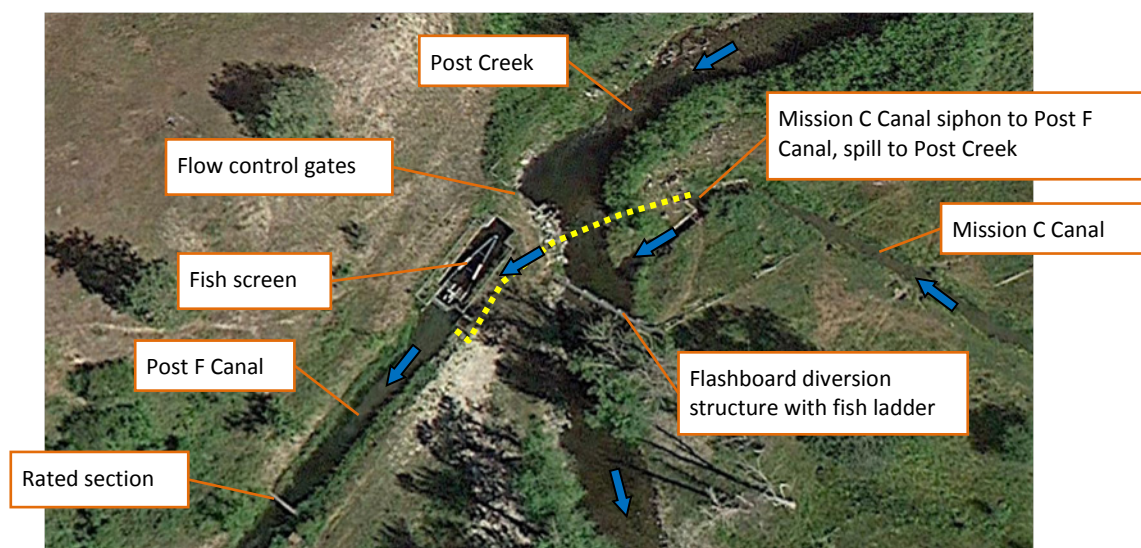 Post Creek
Mission C Canal siphon to Post F
Canal, spill to Post Creek
Flow control gates
Mission C Canal
Fish screen
Post F Canal
Flashboard diversion
structure with fish ladder
Rated section